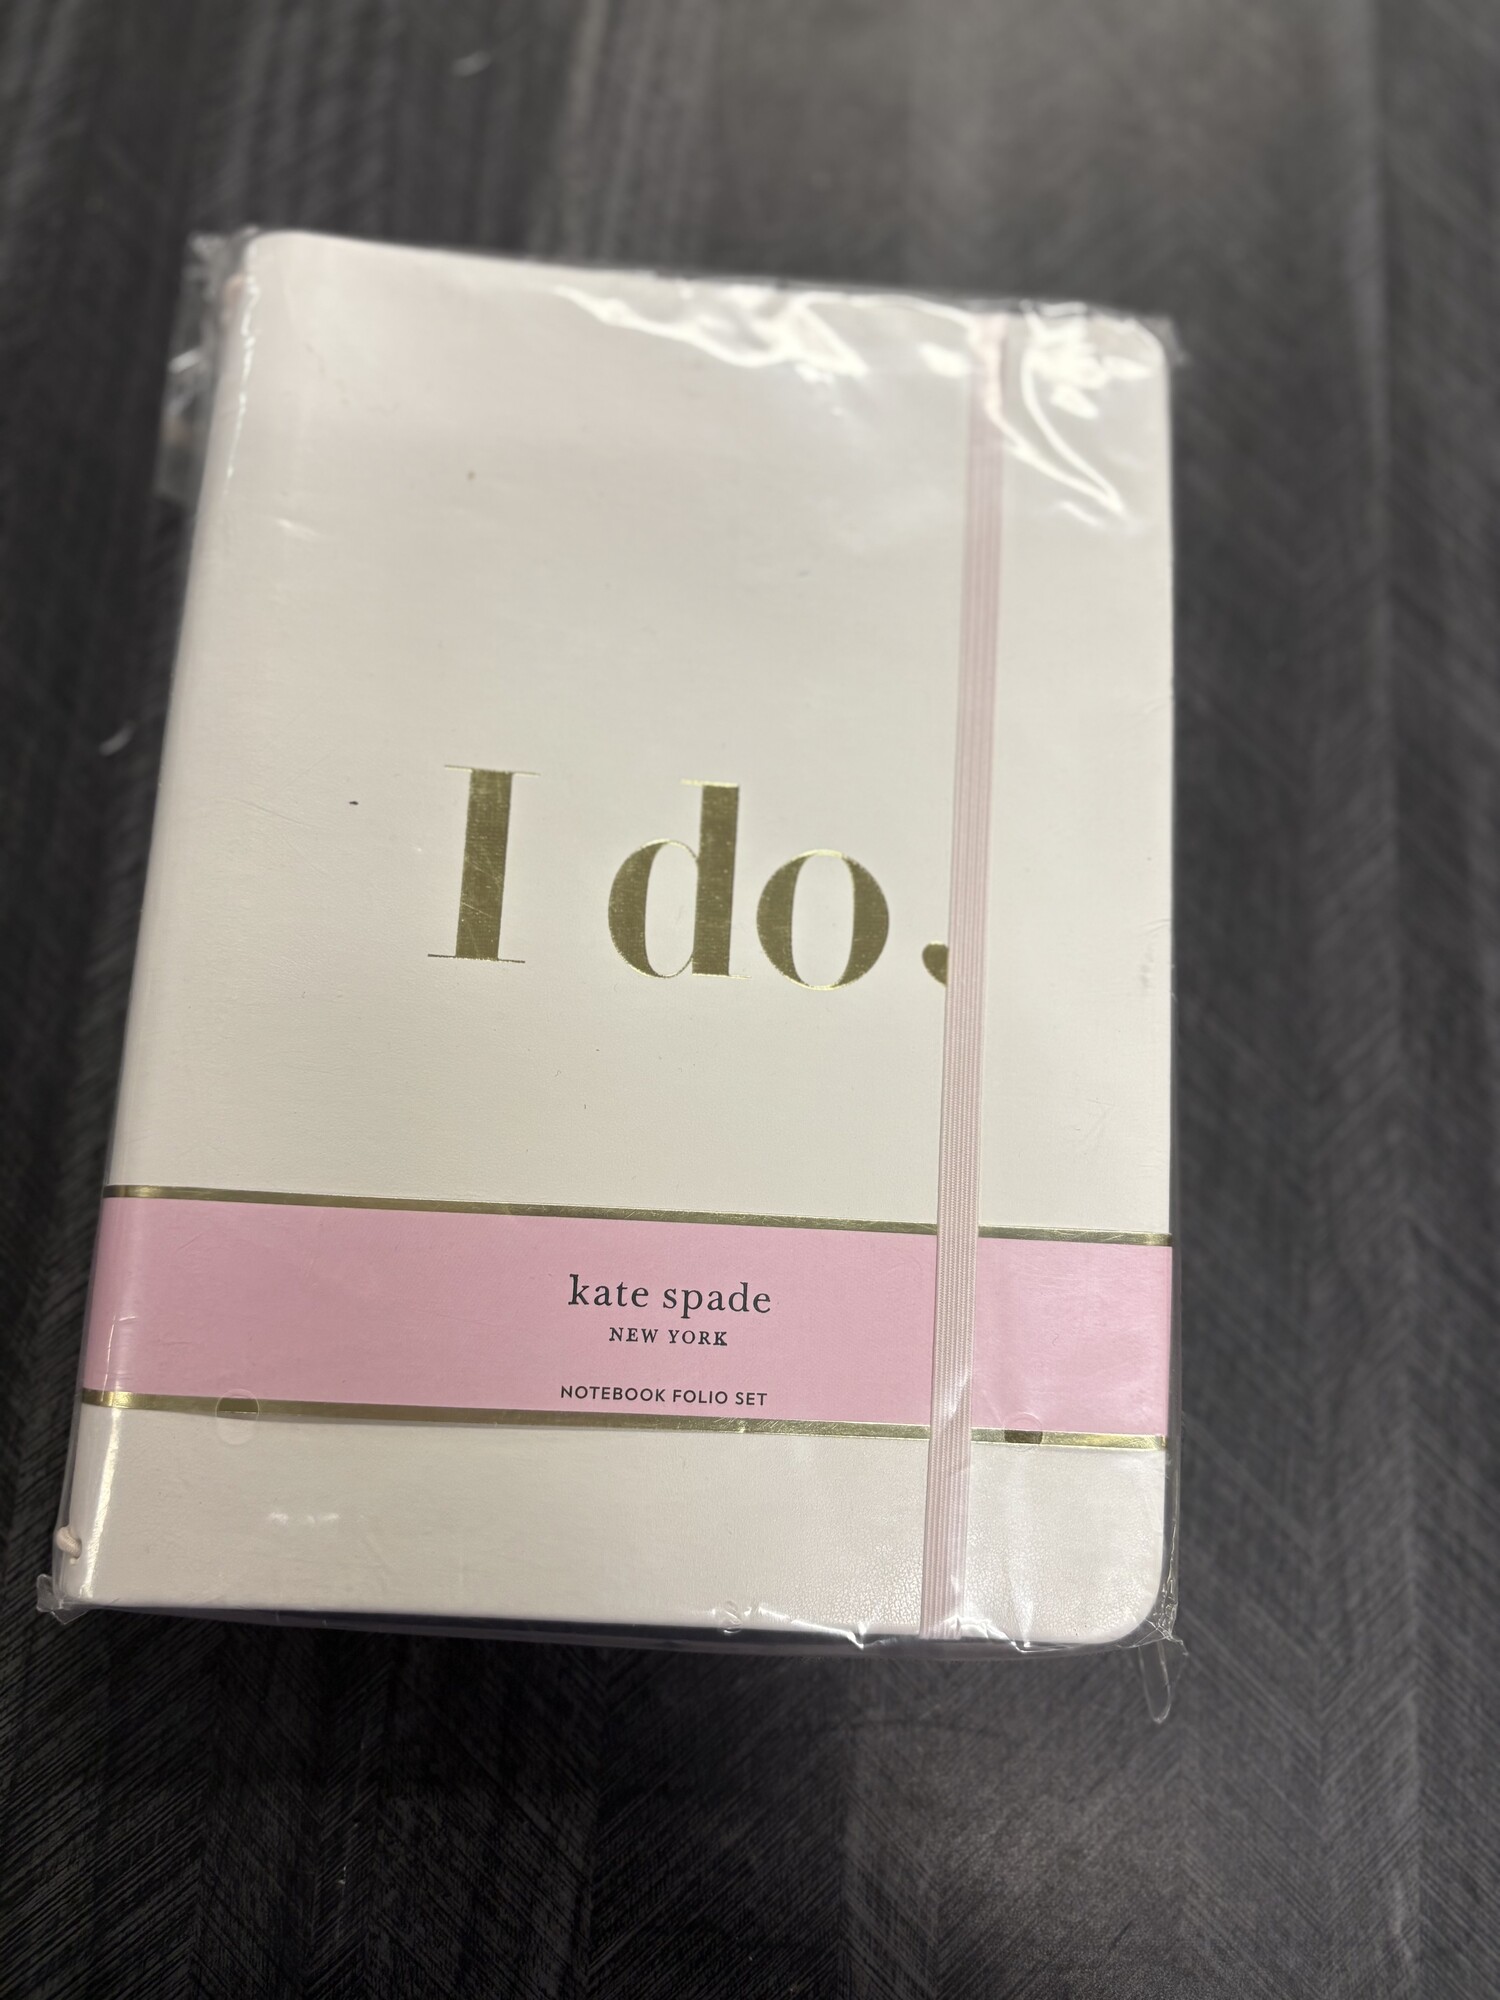 I do.
kate spade
NEW YORK
NOTEBOOK FOLIO SET